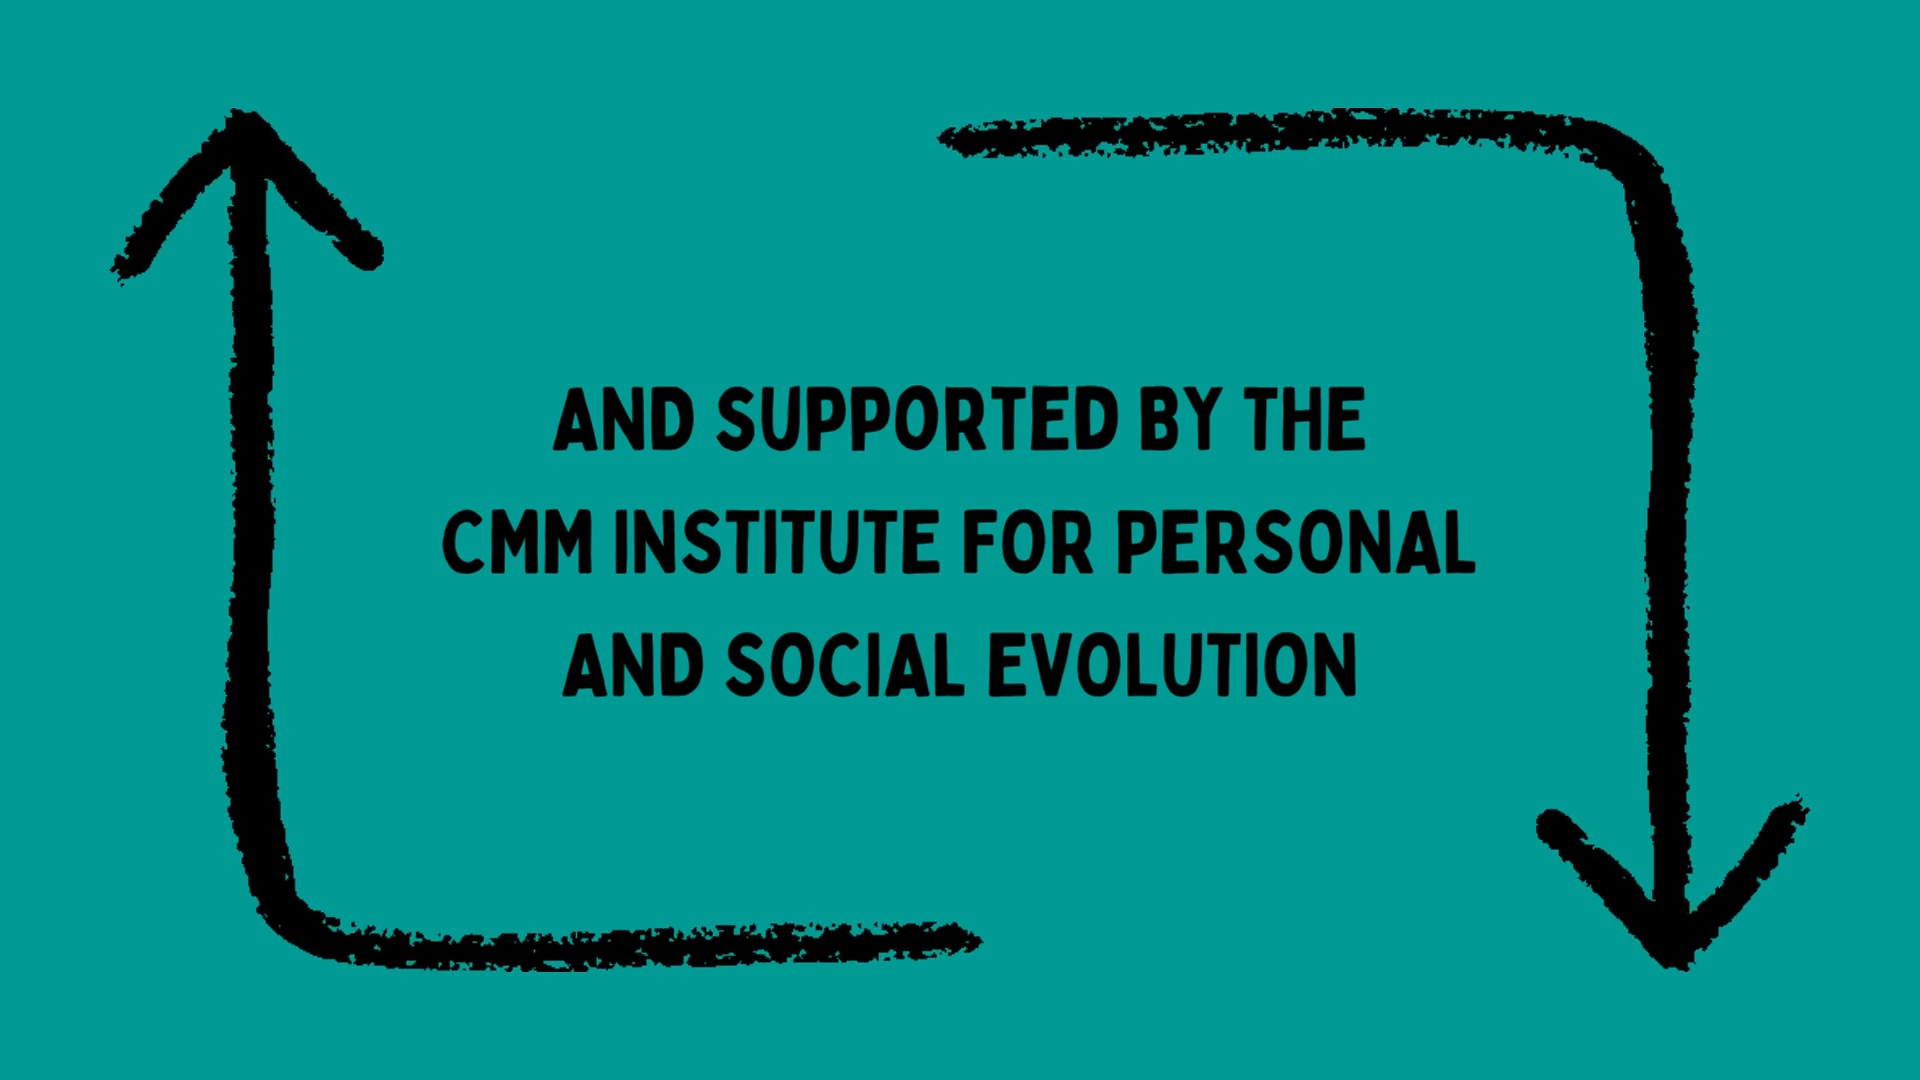 AND SUPPORTED BY THE
CMM INSTITUTE FOR PERSONAL
AND SOCIAL EVOLUTION